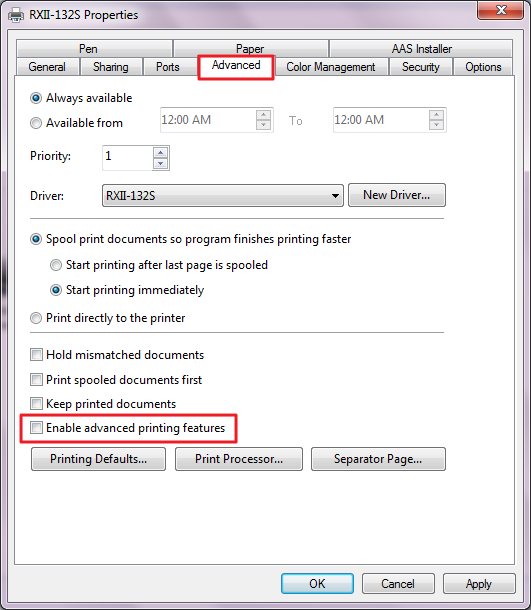 RXII-132S Properties
Pen Paper AAS Installer
General Sharing Ports Advanced Color Management Security Options
Always available
Available from 12:00 AM To 12:00 AM
Priority: 1
Driver: RXII-132S New Driver...
Spool print documents so program finishes printing faster
Start printing after last page is spooled
Start printing immediately
Print directly to the printer
Hold mismatched documents
Print spooled documents first
Keep printed documents
Enable advanced printing features
Printing Defaults... Print Processor... Separator Page...
OK Cancel Apply